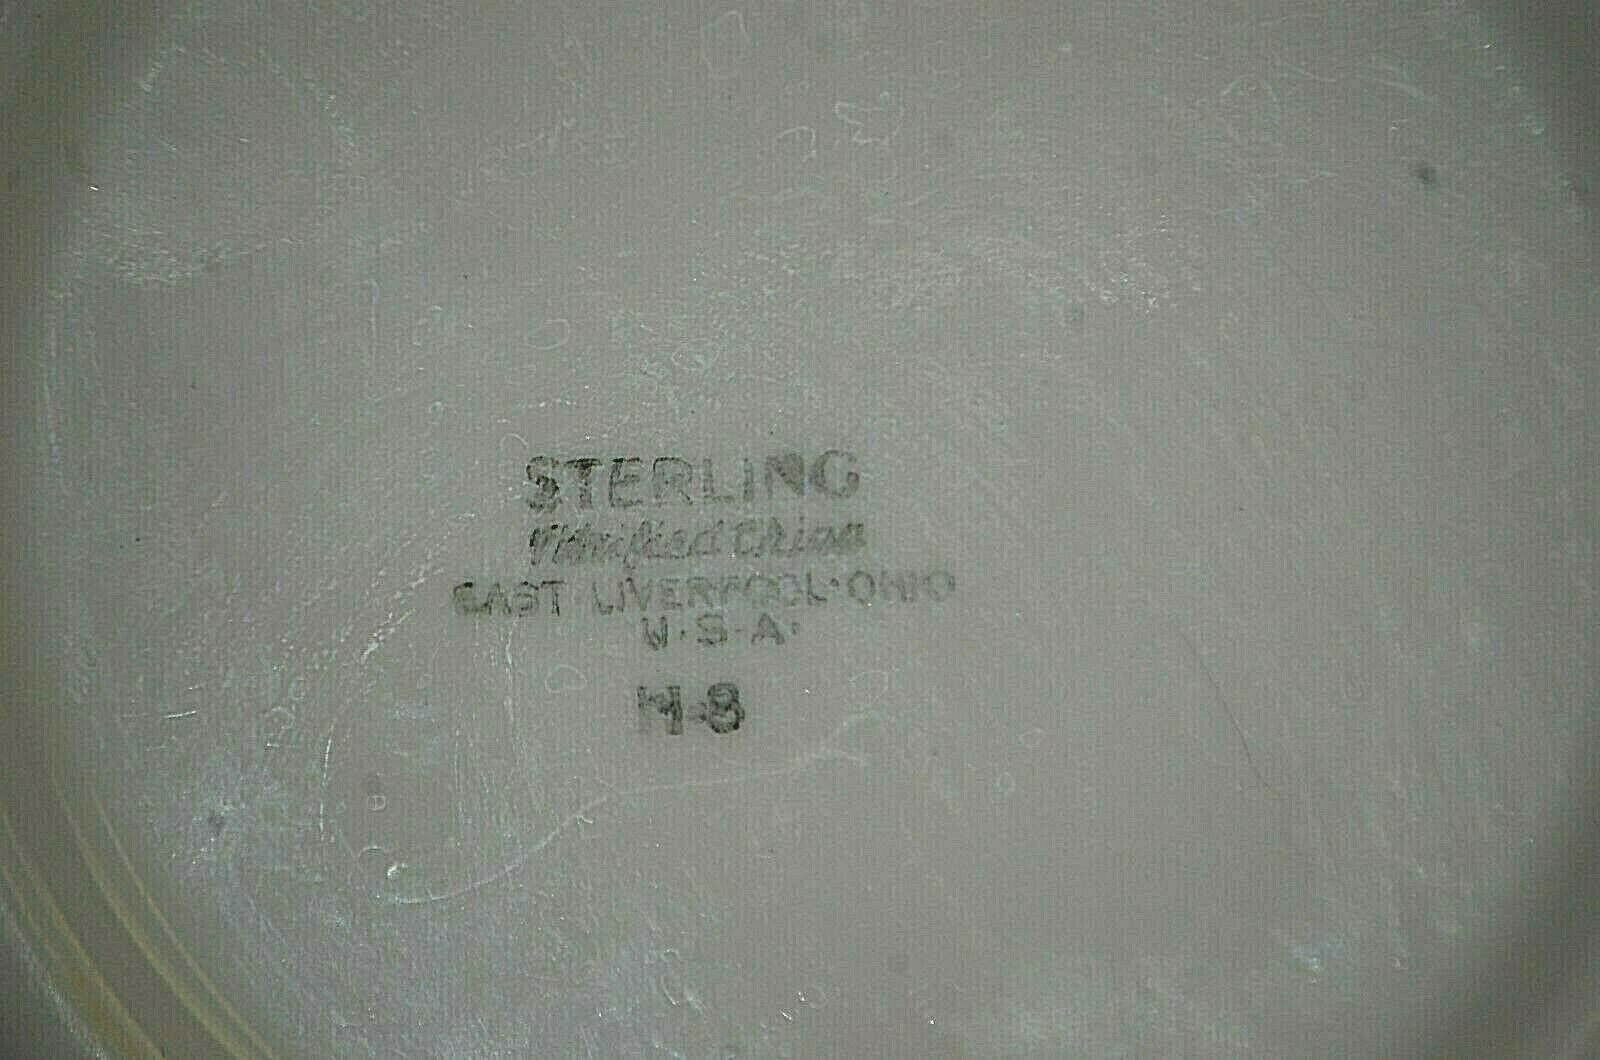 STERLING
Vitrified China
EAST LIVERPOOL·OHIO
U·S·A·
H-8